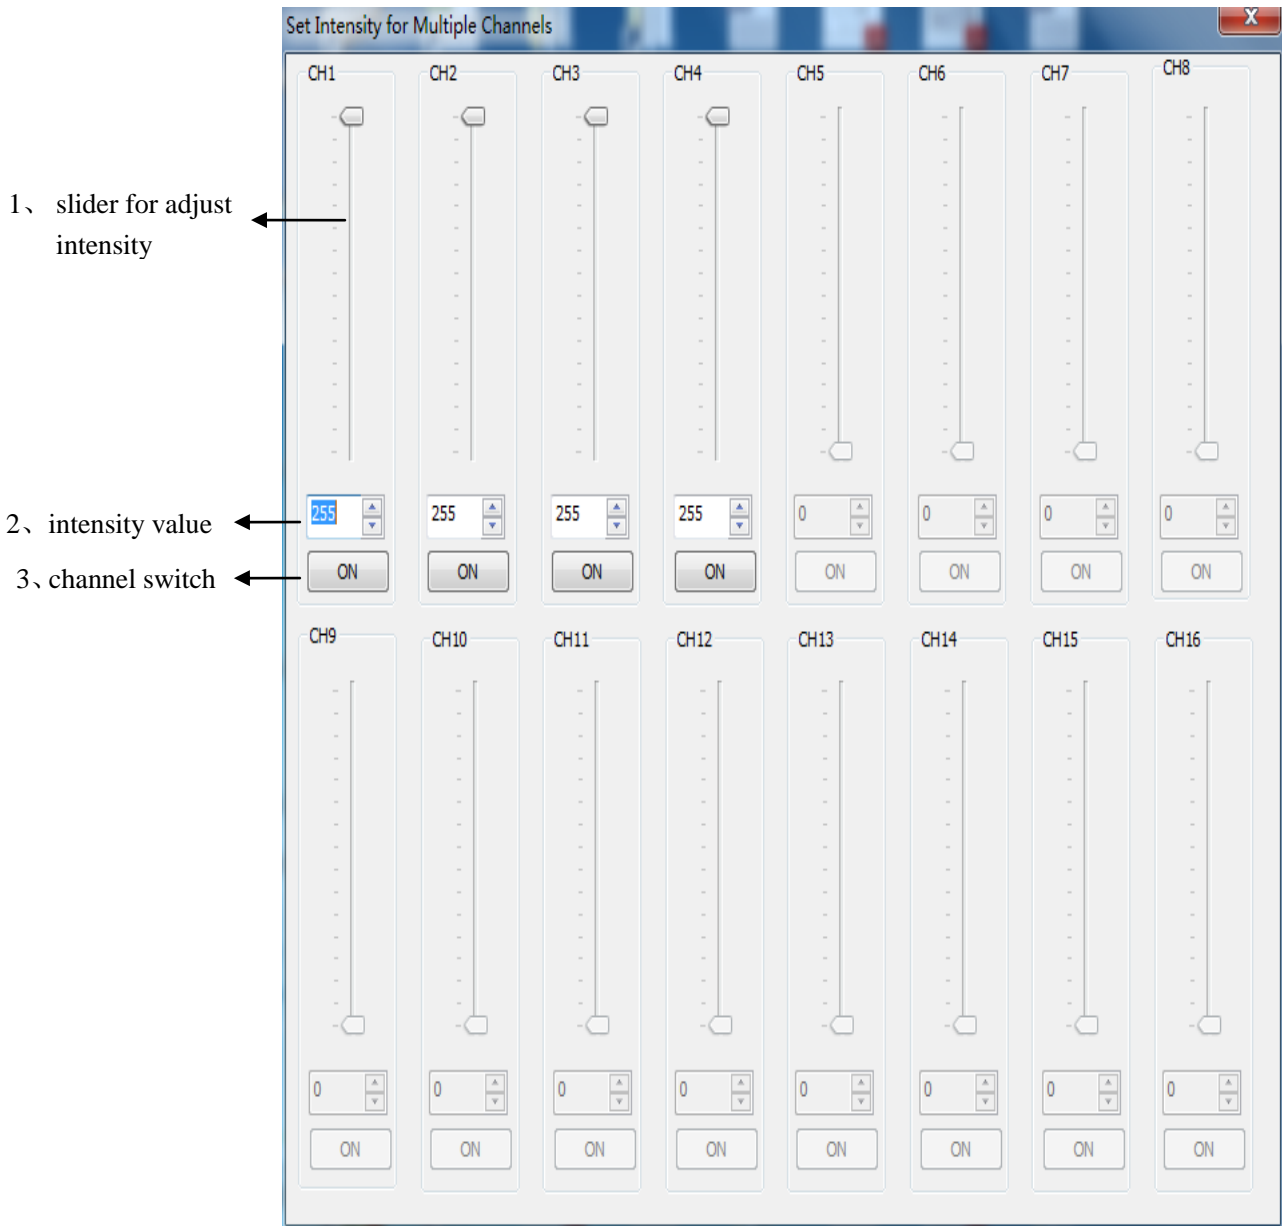 Set Intensity for Multiple Channels
X
CH1 CH2 CH3 CH4 CH5 CH6 CH7 CH8
1、 slider for adjust
intensity
2、intensity value
255 255 255 255 0 0 0 0
3、channel switch
ON ON ON ON ON ON ON ON
CH9 CH10 CH11 CH12 CH13 CH14 CH15 CH16
0 0 0 0 0 0 0 0
ON ON ON ON ON ON ON ON